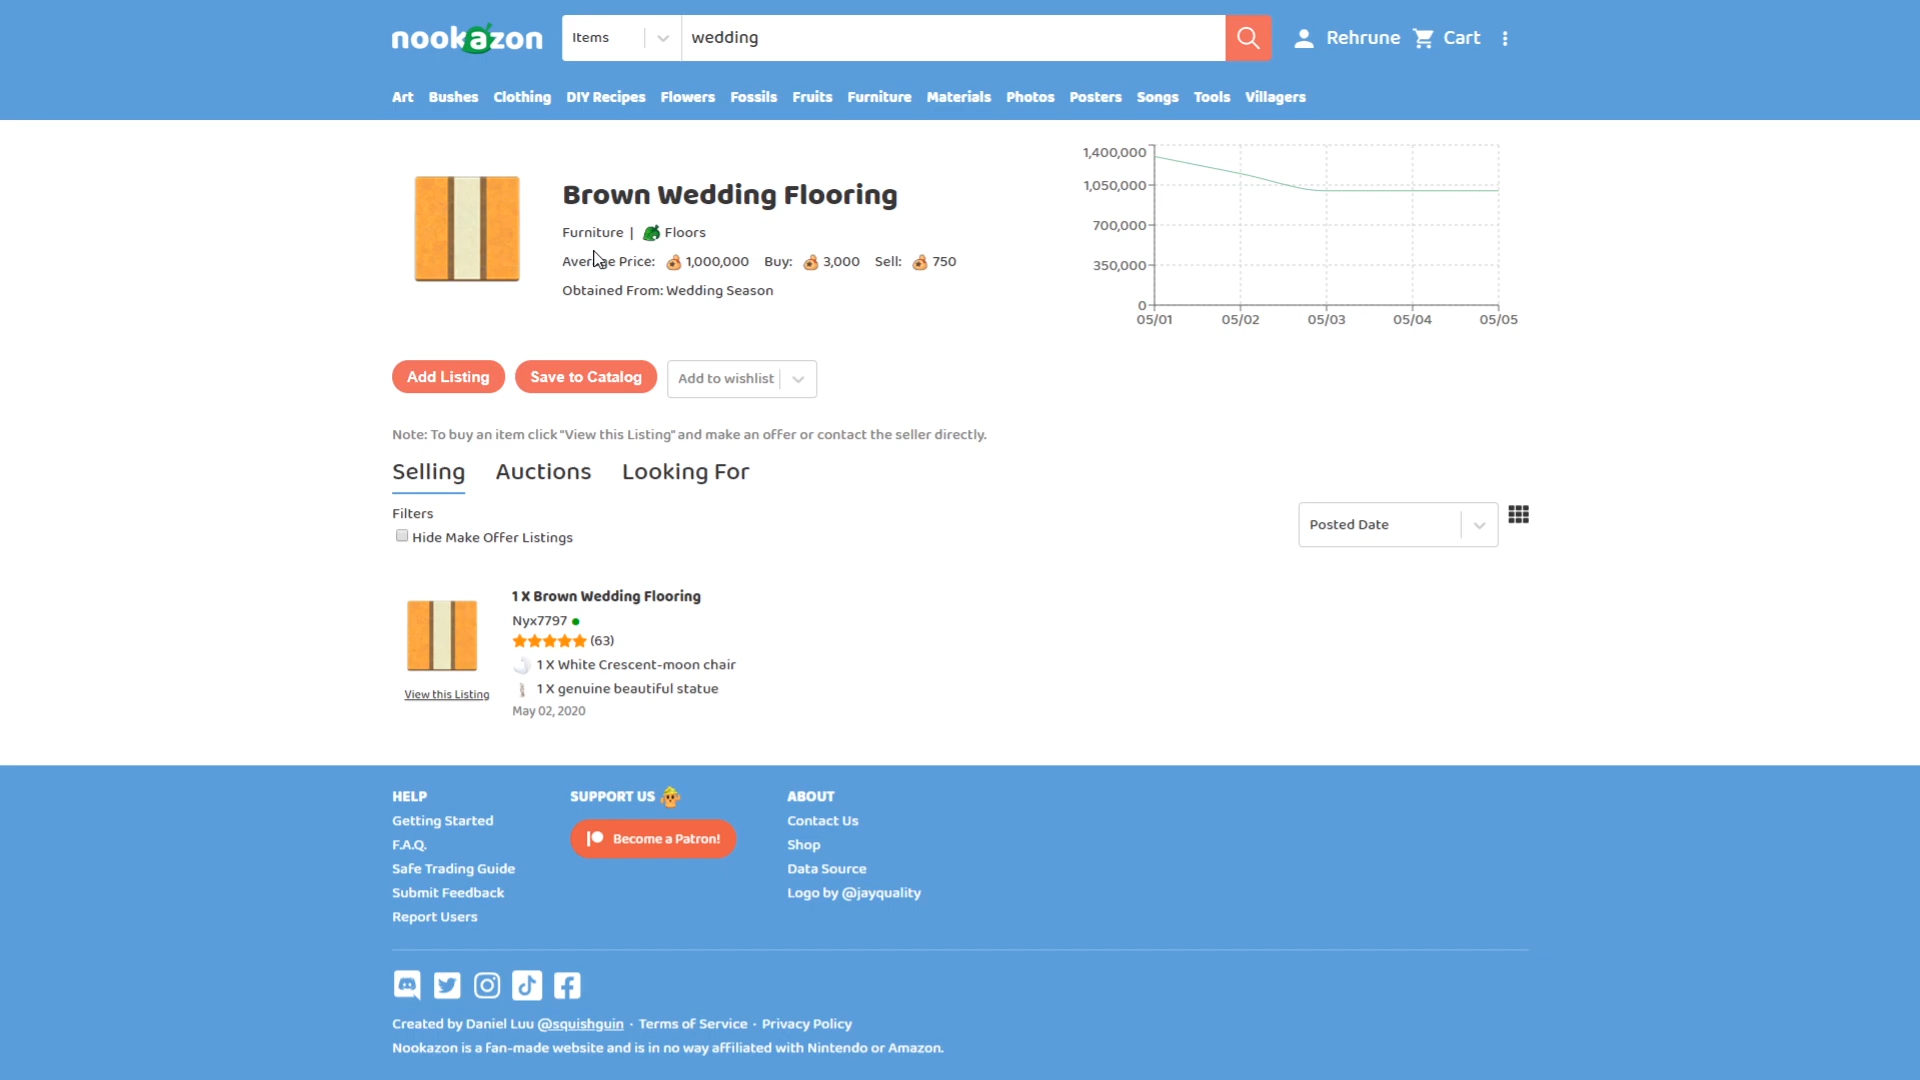 nookazon
Items
wedding
Rehrune
Cart
Art Bushes Clothing DIY Recipes Flowers Fossils Fruits Furniture Materials Photos Posters Songs Tools Villagers
Brown Wedding Flooring
Furniture | Floors
Average Price: 1,000,000 Buy: 3,000 Sell: 750
Obtained From: Wedding Season
1,400,000
1,050,000
700,000
350,000
0
05/01 05/02 05/03 05/04 05/05
Add Listing
Save to Catalog
Add to wishlist
Note: To buy an item click "View this Listing" and make an offer or contact the seller directly.
Selling Auctions Looking For
Filters
Hide Make Offer Listings
Posted Date
1 X Brown Wedding Flooring
Nyx7797
(63)
1 X White Crescent-moon chair
1 X genuine beautiful statue
May 02, 2020
View this Listing
HELP
Getting Started
F.A.Q.
Safe Trading Guide
Submit Feedback
Report Users
SUPPORT US
Become a Patron!
ABOUT
Contact Us
Shop
Data Source
Logo by @jayquality
Created by Daniel Luu @squishguin · Terms of Service · Privacy Policy
Nookazon is a fan-made website and is in no way affiliated with Nintendo or Amazon.